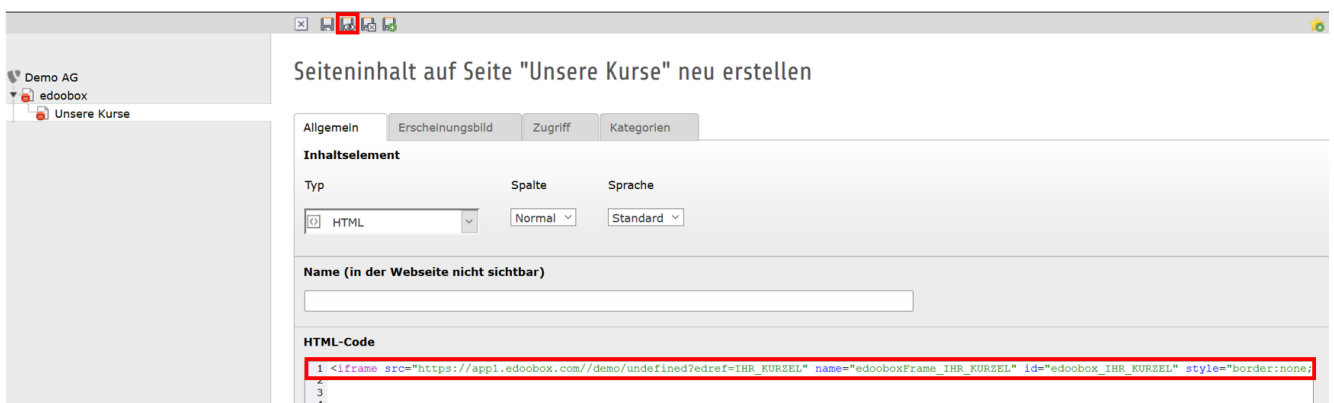 Demo AG
edoobox
Unsere Kurse
Seiteninhalt auf Seite "Unsere Kurse" neu erstellen
Allgemein Erscheinungsbild Zugriff Kategorien
Inhaltselement
Typ Spalte Sprache
HTML Normal Standard
Name (in der Webseite nicht sichtbar)
HTML-Code
1 <iframe src="https://app1.edoobox.com//demo/undefined?edref=IHR_KURZEL" name="edooboxFrame_IHR_KURZEL" id="edoobox_IHR_KURZEL" style="border:none;
2
3